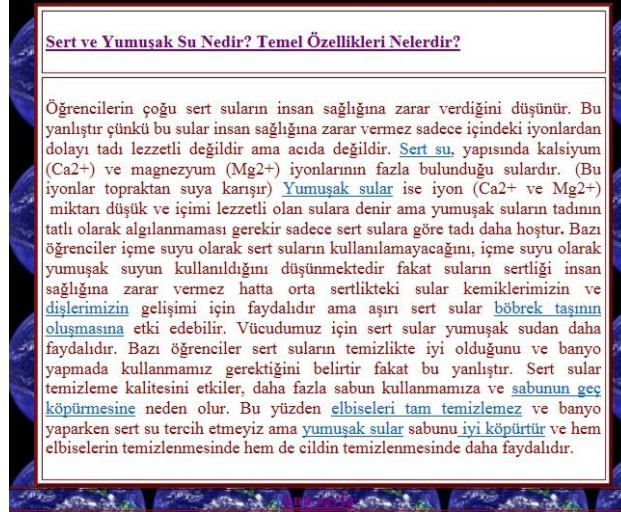 Sert ve Yumuşak Su Nedir? Temel Özellikleri Nelerdir?
Öğrencilerin çoğu sert suların insan sağlığına zarar verdiğini düşünür. Bu
yanlıştır çünkü bu sular insan sağlığına zarar vermez sadece içindeki iyonlardan
dolayı tadı lezzetli değildir ama acıda değildir. Sert su, yapısında kalsiyum
(Ca2+) ve magnezyum (Mg2+) iyonlarının fazla bulunduğu sulardır. (Bu
iyonlar topraktan suya karışır) Yumuşak sular ise iyon (Ca2+ ve Mg2+)
miktarı düşük ve içimi lezzetli olan sulara denir ama yumuşak suların tadının
tatlı olarak algılanmaması gerekir sadece sert sulara göre tadı daha hoştur. Bazı
öğrenciler içme suyu olarak sert suların kullanılamayacağını, içme suyu olarak
yumuşak suyun kullanıldığını düşünmektedir fakat suların sertliği insan
sağlığına zarar vermez hatta orta sertlikteki sular kemiklerimizin ve
dişlerimizin gelişimi için faydalıdır ama aşırı sert sular böbrek taşının
oluşmasına etki edebilir. Vücudumuz için sert sular yumuşak sudan daha
faydalıdır. Bazı öğrenciler sert suların temizlikte iyi olduğunu ve banyo
yapmada kullanmamız gerektiğini belirtir fakat bu yanlıştır. Sert sular
temizleme kalitesini etkiler, daha fazla sabun kullanmamıza ve sabunun geç
köpürmesine neden olur. Bu yüzden elbiseleri tam temizlemez ve banyo
yaparken sert su tercih etmeyiz ama yumuşak sular sabunu iyi köpürtür ve hem
elbiselerin temizlenmesinde hem de cildin temizlenmesinde daha faydalıdır.